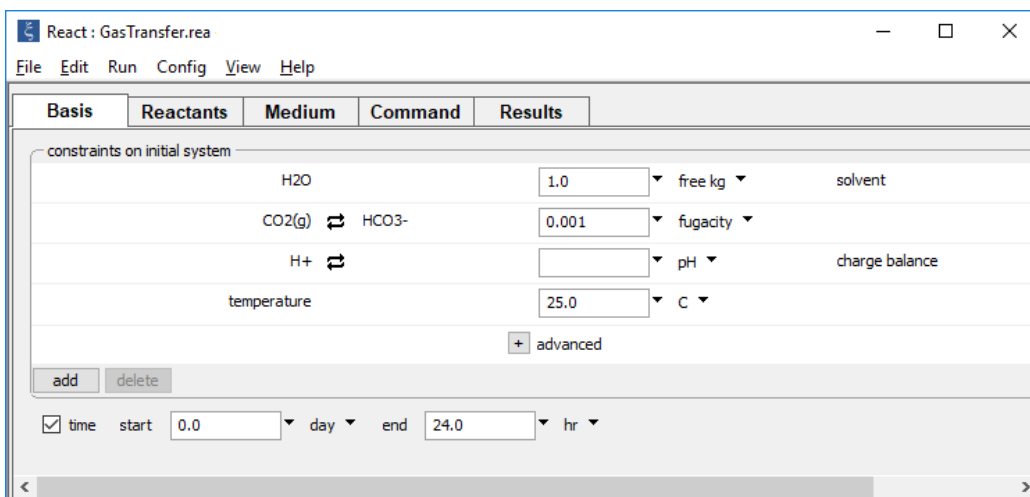 React : GasTransfer.rea
File Edit Run Config View Help
Basis Reactants Medium Command Results
constraints on initial system
H2O 1.0 free kg solvent
CO2(g) HCO3- 0.001 fugacity
H+ pH charge balance
temperature 25.0 C
+ advanced
add delete
time start 0.0 day end 24.0 hr